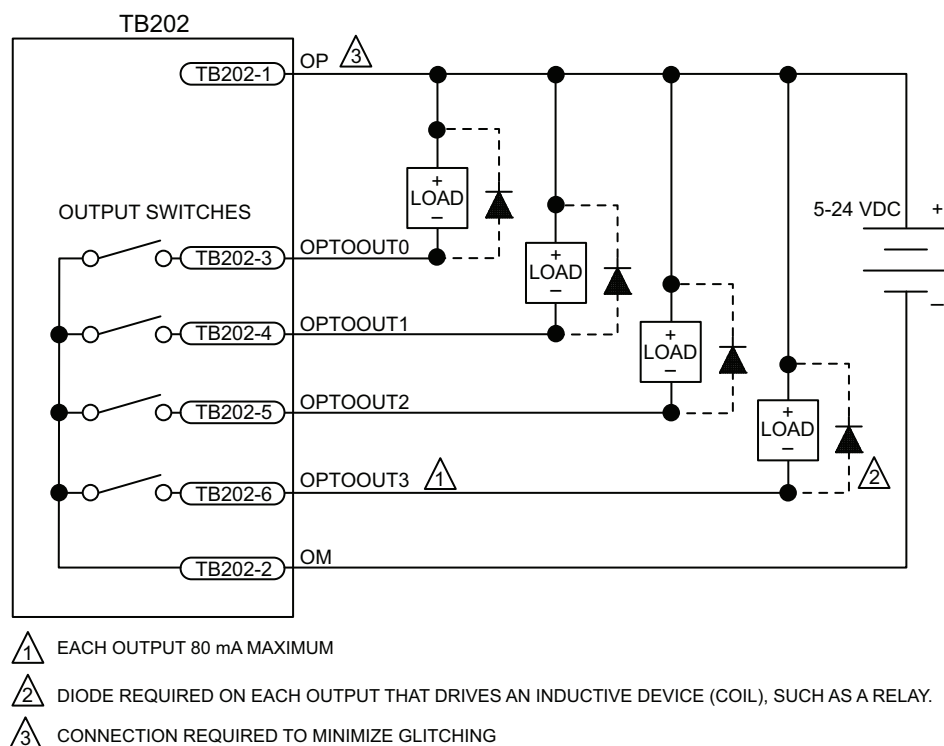 TB202
TB202-1
OP
3
+
LOAD
–
5-24 VDC
+
–
OUTPUT SWITCHES
TB202-3
OPTOOUT0
+
LOAD
–
TB202-4
OPTOOUT1
+
LOAD
–
TB202-5
OPTOOUT2
+
LOAD
–
TB202-6
OPTOOUT3
1
2
TB202-2
OM
1 EACH OUTPUT 80 mA MAXIMUM
2 DIODE REQUIRED ON EACH OUTPUT THAT DRIVES AN INDUCTIVE DEVICE (COIL), SUCH AS A RELAY.
3 CONNECTION REQUIRED TO MINIMIZE GLITCHING